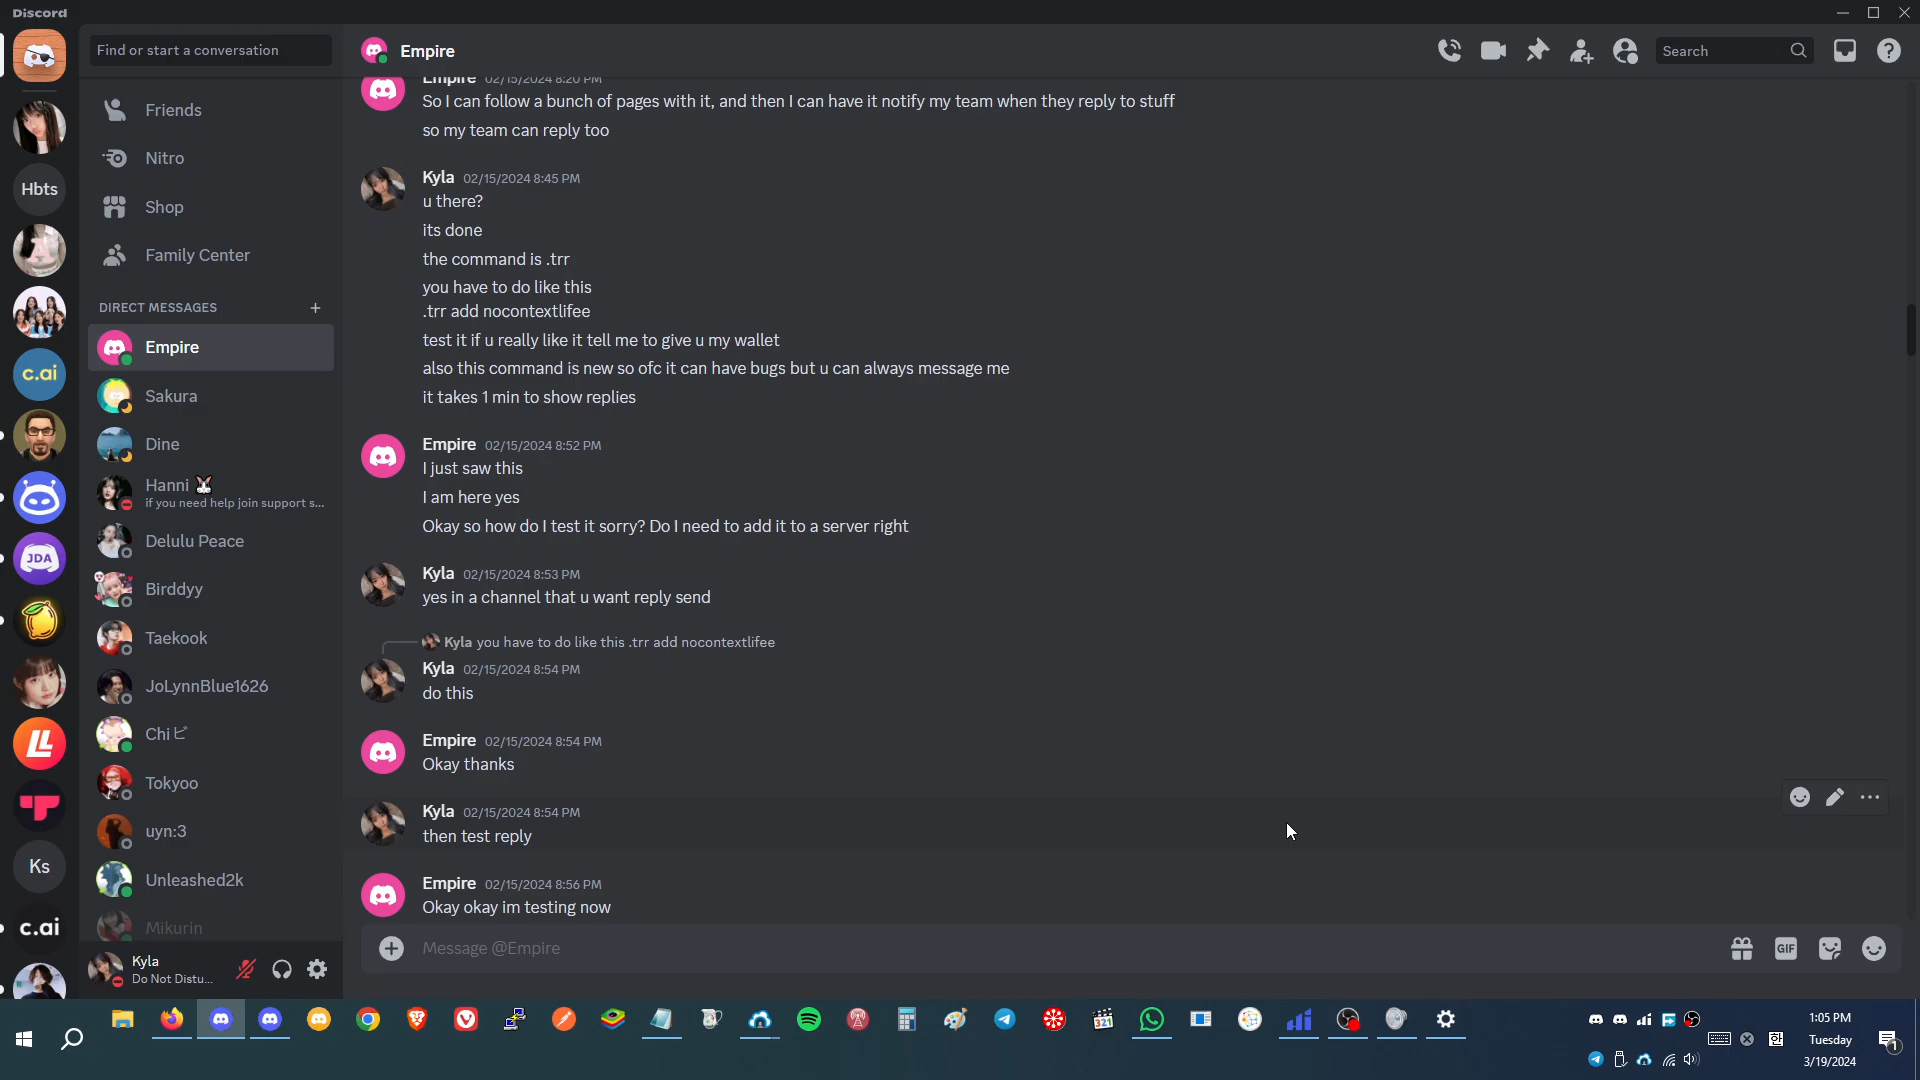 Discord
Find or start a conversation
Empire
Search
Friends
Nitro
Shop
Family Center
DIRECT MESSAGES
Empire
Sakura
Dine
Hanni
if you need help join support s...
Delulu Peace
Birddyy
Taekook
JoLynnBlue1626
Chi ビ
Tokyoo
uyn:3
Unleashed2k
Mikurin
Kyla
Do Not Distu...
Hbts
c.ai
JDA
Ks
c.ai
Empire 02/15/2024 8:20 PM
So I can follow a bunch of pages with it, and then I can have it notify my team when they reply to stuff
so my team can reply too
Kyla 02/15/2024 8:45 PM
u there?
its done
the command is .trr
you have to do like this
.trr add nocontextlifee
test it if u really like it tell me to give u my wallet
also this command is new so ofc it can have bugs but u can always message me
it takes 1 min to show replies
Empire 02/15/2024 8:52 PM
I just saw this
I am here yes
Okay so how do I test it sorry? Do I need to add it to a server right
Kyla 02/15/2024 8:53 PM
yes in a channel that u want reply send
Kyla you have to do like this .trr add nocontextlifee
Kyla 02/15/2024 8:54 PM
do this
Empire 02/15/2024 8:54 PM
Okay thanks
Kyla 02/15/2024 8:54 PM
then test reply
Empire 02/15/2024 8:56 PM
Okay okay im testing now
Message @Empire
GIF
321
한
1:05 PM
Tuesday
3/19/2024
1